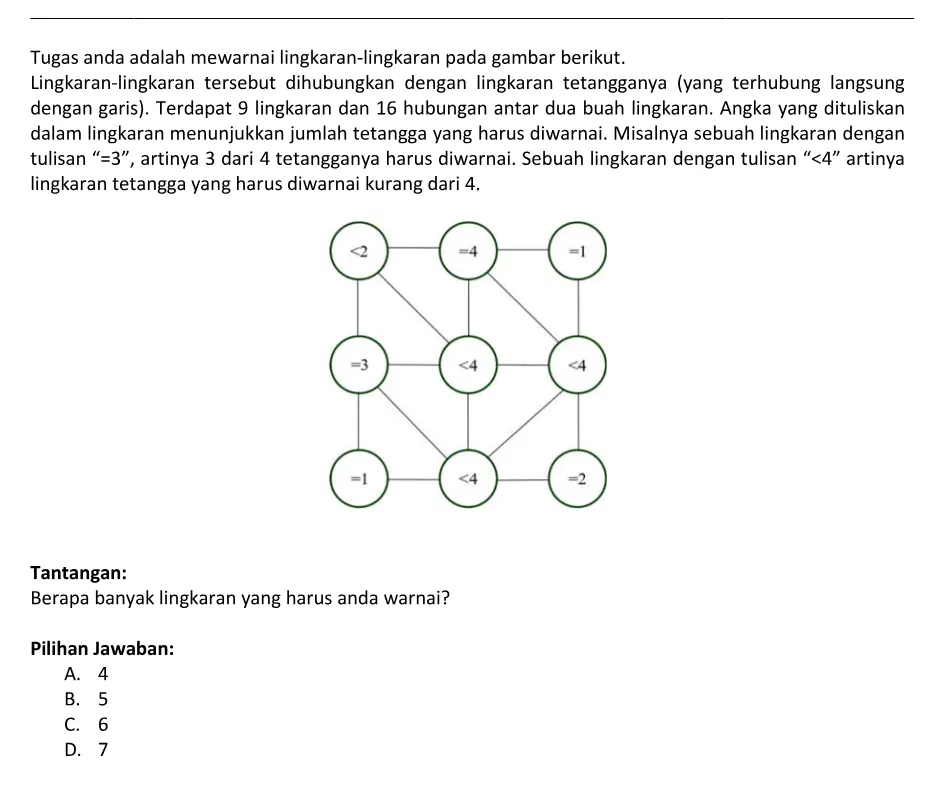 Tugas anda adalah mewarnai lingkaran-lingkaran pada gambar berikut.
Lingkaran-lingkaran tersebut dihubungkan dengan lingkaran tetangganya (yang terhubung langsung
dengan garis). Terdapat 9 lingkaran dan 16 hubungan antar dua buah lingkaran. Angka yang dituliskan
dalam lingkaran menunjukkan jumlah tetangga yang harus diwarnai. Misalnya sebuah lingkaran dengan
tulisan “=3”, artinya 3 dari 4 tetangganya harus diwarnai. Sebuah lingkaran dengan tulisan “<4” artinya
lingkaran tetangga yang harus diwarnai kurang dari 4.
<2 =4 =1
=3 <4 <4
=1 <4 =2
Tantangan:
Berapa banyak lingkaran yang harus anda warnai?
Pilihan Jawaban:
A. 4
B. 5
C. 6
D. 7